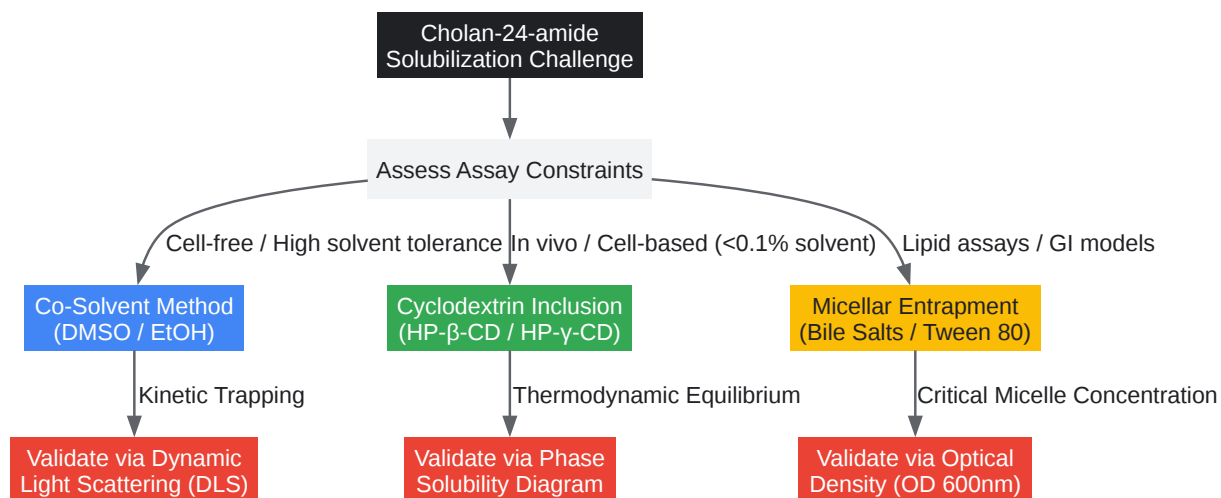 Cholan-24-amide
Solubilization Challenge
Assess Assay Constraints
Cell-free / High solvent tolerance
In vivo / Cell-based (<0.1% solvent)
Lipid assays / GI models
Co-Solvent Method
(DMSO / EtOH)
Cyclodextrin Inclusion
(HP-β-CD / HP-γ-CD)
Micellar Entrapment
(Bile Salts / Tween 80)
Kinetic Trapping
Thermodynamic Equilibrium
Critical Micelle Concentration
Validate via Dynamic
Light Scattering (DLS)
Validate via Phase
Solubility Diagram
Validate via Optical
Density (OD 600nm)